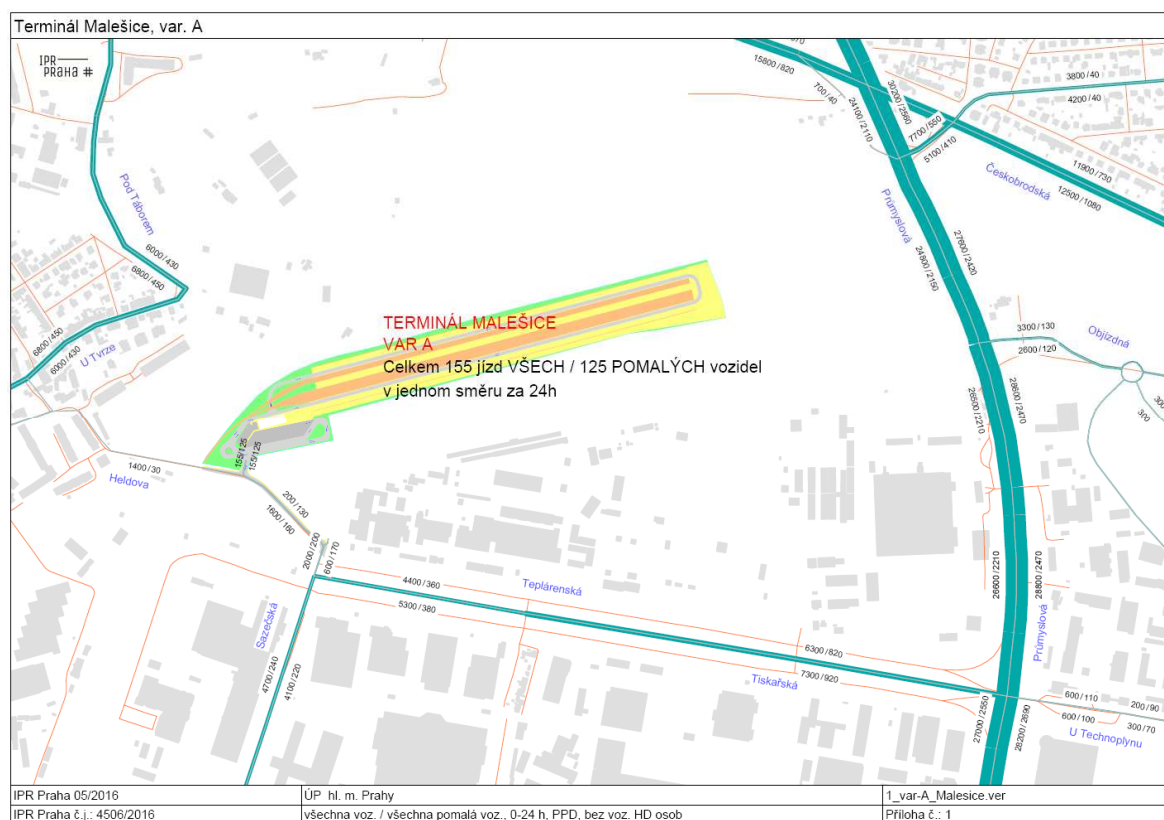 Terminál Malešice, var. A
IPR
PRAHA #
15800/820
700/40
24100/2110
30200/2560
7700/550
5100/410
3800/40
4200/40
11900/730
12500/1080
Českobrodská
Průmyslová
27600/2420
24800/2150
Pod Táborem
6000/430
6800/450
6800/450
6000/430
U Tvrze
TERMINÁL MALEŠICE
VAR A
Celkem 155 jízd VŠECH / 125 POMALÝCH vozidel
v jednom směru za 24h
3300/130
2600/120
Objízdná
300
28600/2470
26500/2210
155/125
155/125
1400/30
Heldova
200/130
1600/160
2000/200
600/170
4400/360
Teplárenská
5300/380
26600/2210
28800/2470
Průmyslová
Sazečská
4700/240
4100/220
6300/820
7300/920
Tiskařská
27000/2550
28200/2690
600/110
600/100
200/90
300/70
U Technoplynu
IPR Praha 05/2016
ÚP hl. m. Prahy
1_var-A_Malesice.ver
IPR Praha č.j.: 4506/2016
všechna voz. / všechna pomalá voz., 0-24 h, PPD, bez voz. HD osob
Příloha č.: 1